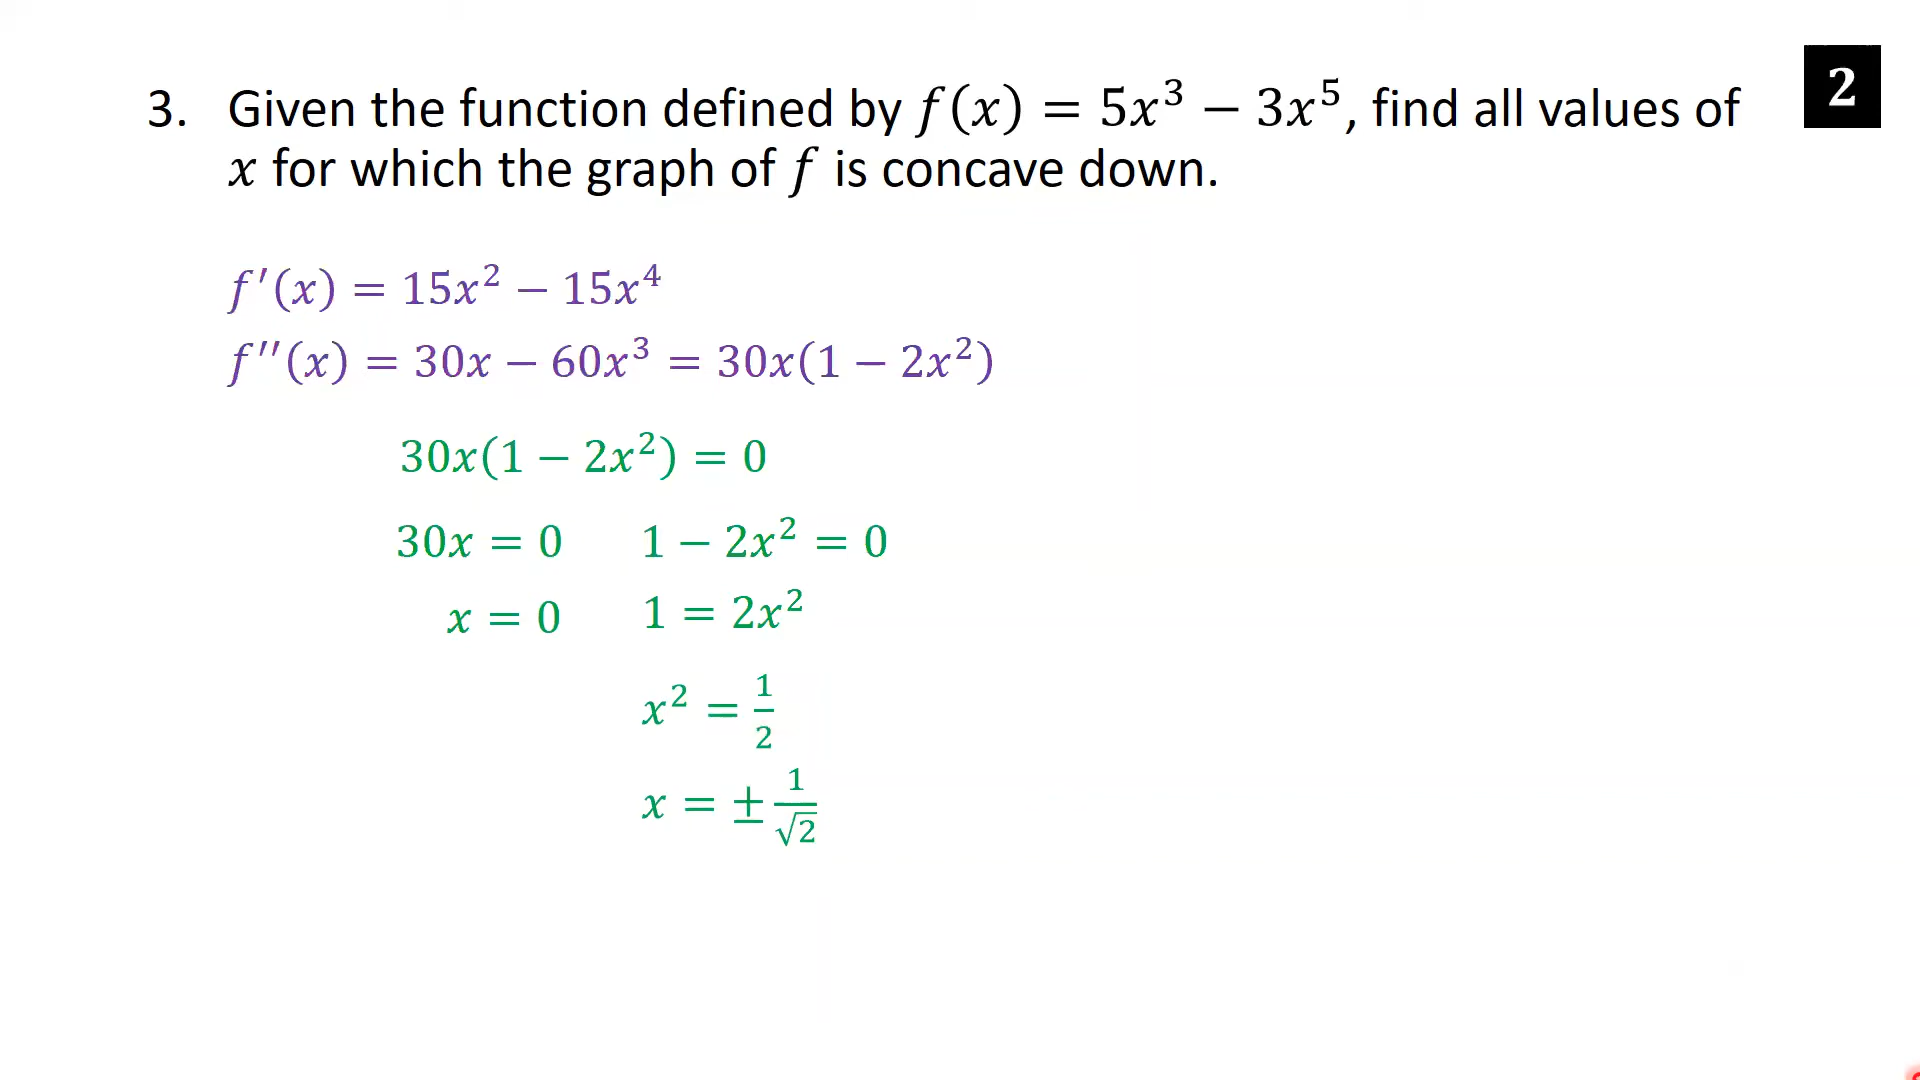 2
3. Given the function defined by f(x) = 5x³ − 3x⁵, find all values of
x for which the graph of f is concave down.
f′(x) = 15x² − 15x⁴
f′′(x) = 30x − 60x³ = 30x(1 − 2x²)
30x(1 − 2x²) = 0
30x = 0 1 − 2x² = 0
x = 0 1 = 2x²
x² = 1/2
x = ± 1/√2